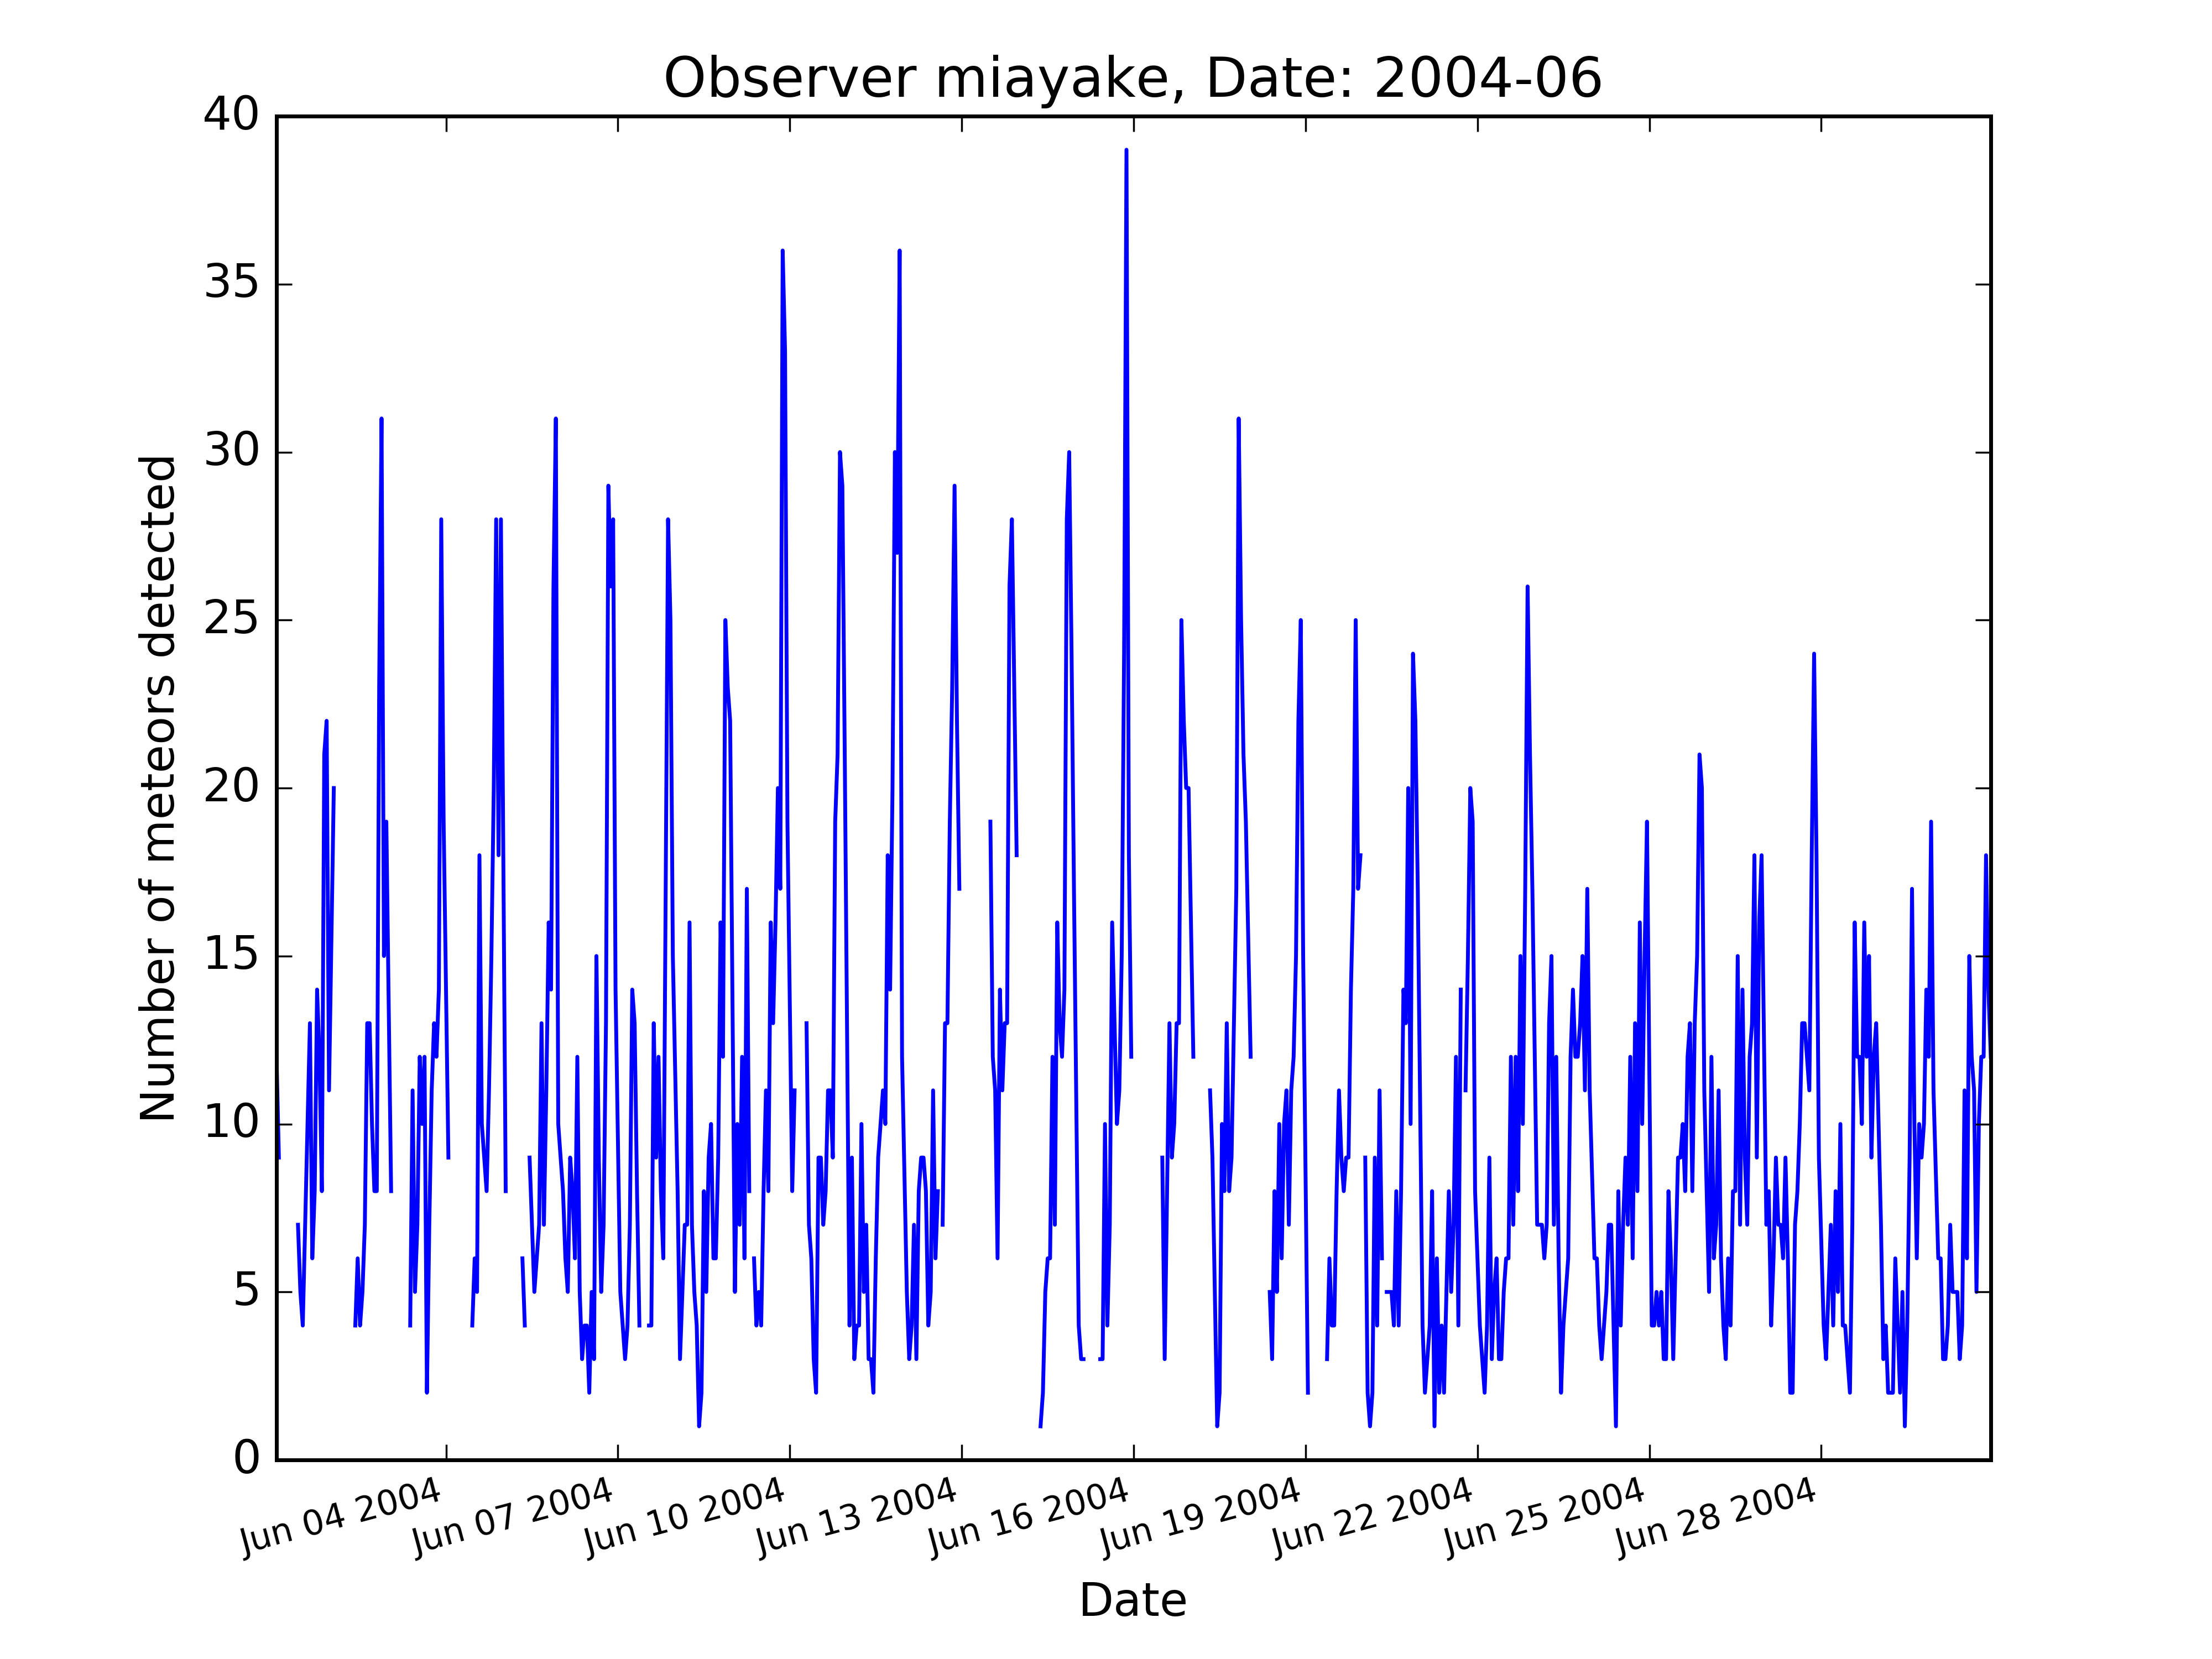 Observer miayake, Date: 2004-06
40
35
30
25
20
15
10
5
0
Number of meteors detected
Jun 04 2004
Jun 07 2004
Jun 10 2004
Jun 13 2004
Jun 16 2004
Jun 19 2004
Jun 22 2004
Jun 25 2004
Jun 28 2004
Date